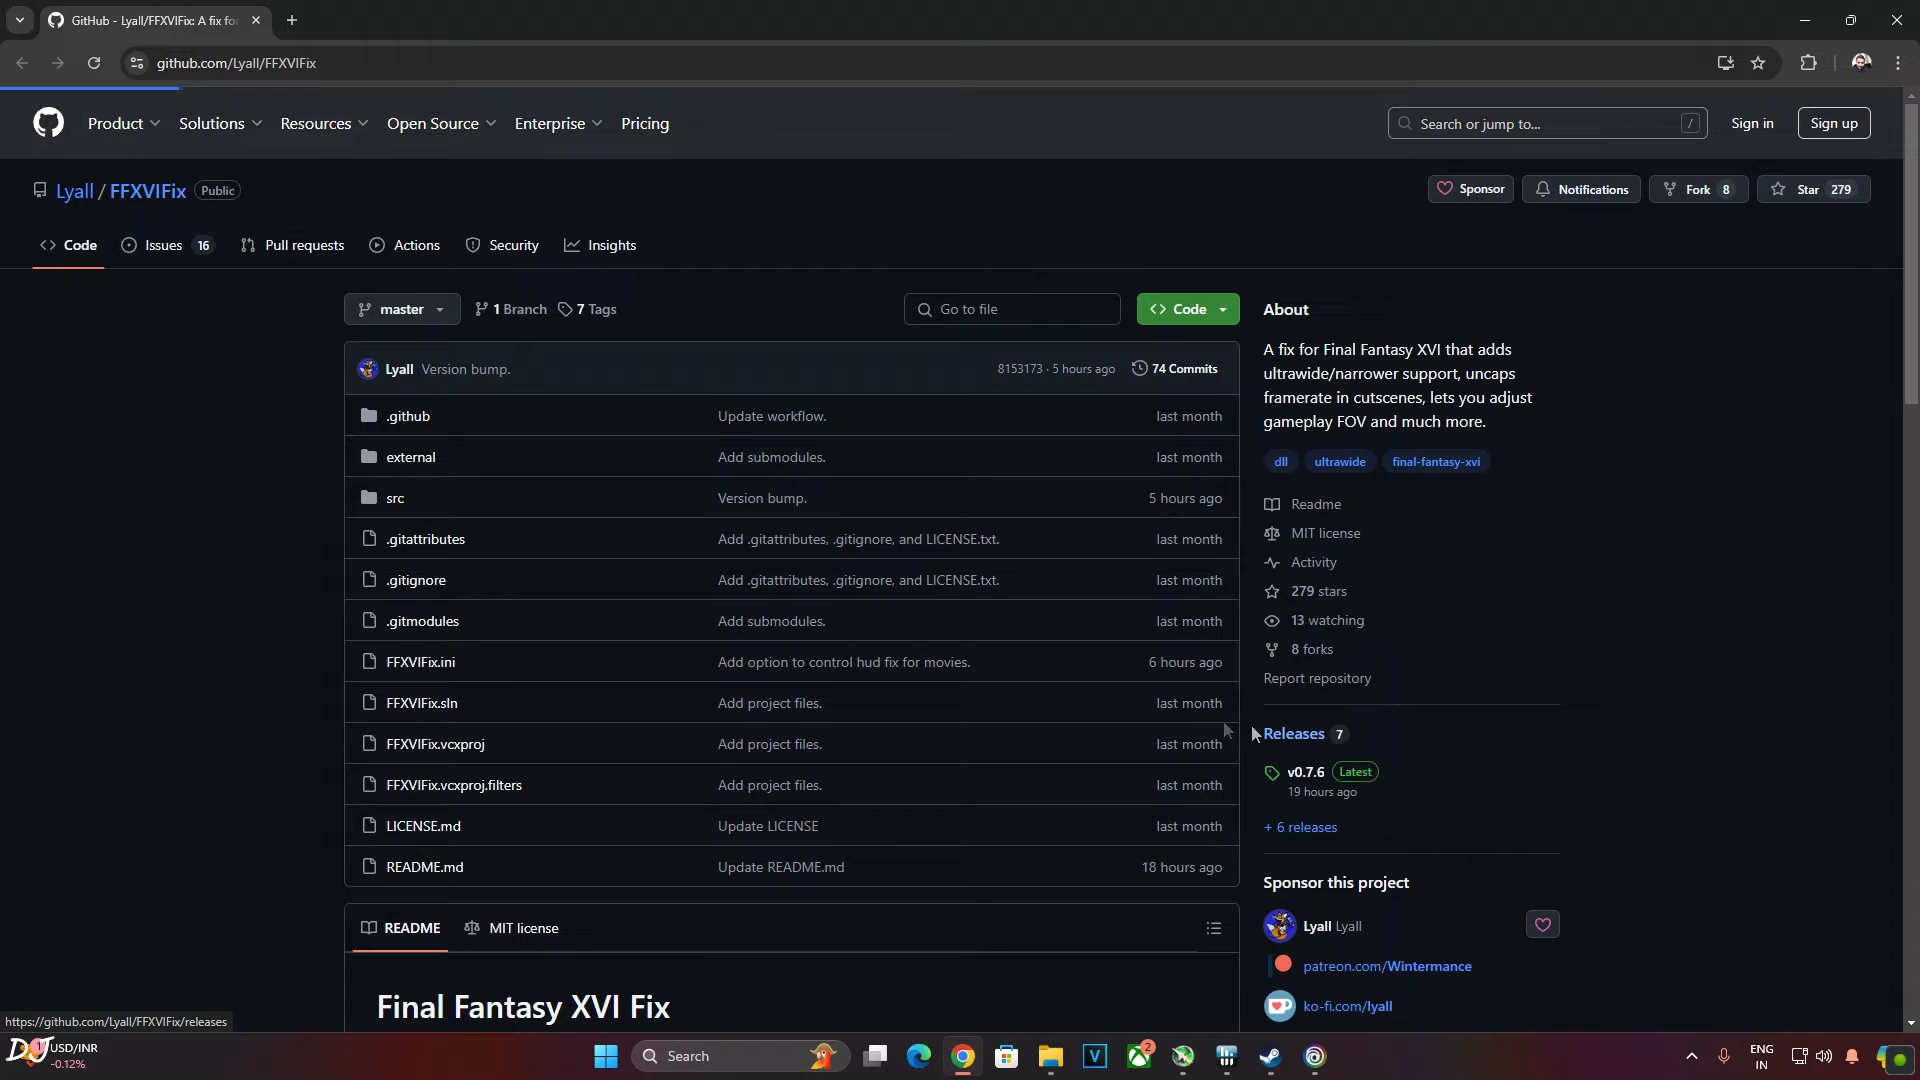 GitHub - Lyall/FFXVIFix: A fix fo
github.com/Lyall/FFXVIFix
Product Solutions Resources Open Source Enterprise Pricing
Search or jump to... /
Sign in
Sign up
Lyall / FFXVIFix Public
Sponsor
Notifications
Fork 8
Star 279
Code
Issues 16
Pull requests
Actions
Security
Insights
master
1 Branch
7 Tags
Go to file
Code
Lyall Version bump. 8153173 · 5 hours ago 74 Commits
.github Update workflow. last month
external Add submodules. last month
src Version bump. 5 hours ago
.gitattributes Add .gitattributes, .gitignore, and LICENSE.txt. last month
.gitignore Add .gitattributes, .gitignore, and LICENSE.txt. last month
.gitmodules Add submodules. last month
FFXVIFix.ini Add option to control hud fix for movies. 6 hours ago
FFXVIFix.sln Add project files. last month
FFXVIFix.vcxproj Add project files. last month
FFXVIFix.vcxproj.filters Add project files. last month
LICENSE.md Update LICENSE last month
README.md Update README.md 18 hours ago
README
MIT license
Final Fantasy XVI Fix
About
A fix for Final Fantasy XVI that adds
ultrawide/narrower support, uncaps
framerate in cutscenes, lets you adjust
gameplay FOV and much more.
dll ultrawide final-fantasy-xvi
Readme
MIT license
Activity
279 stars
13 watching
8 forks
Report repository
Releases 7
v0.7.6 Latest
19 hours ago
+ 6 releases
Sponsor this project
Lyall Lyall
patreon.com/Wintermance
ko-fi.com/lyall
https://github.com/Lyall/FFXVIFix/releases
DJ
1
USD/INR
-0.12%
Search
V
2
ENG
IN